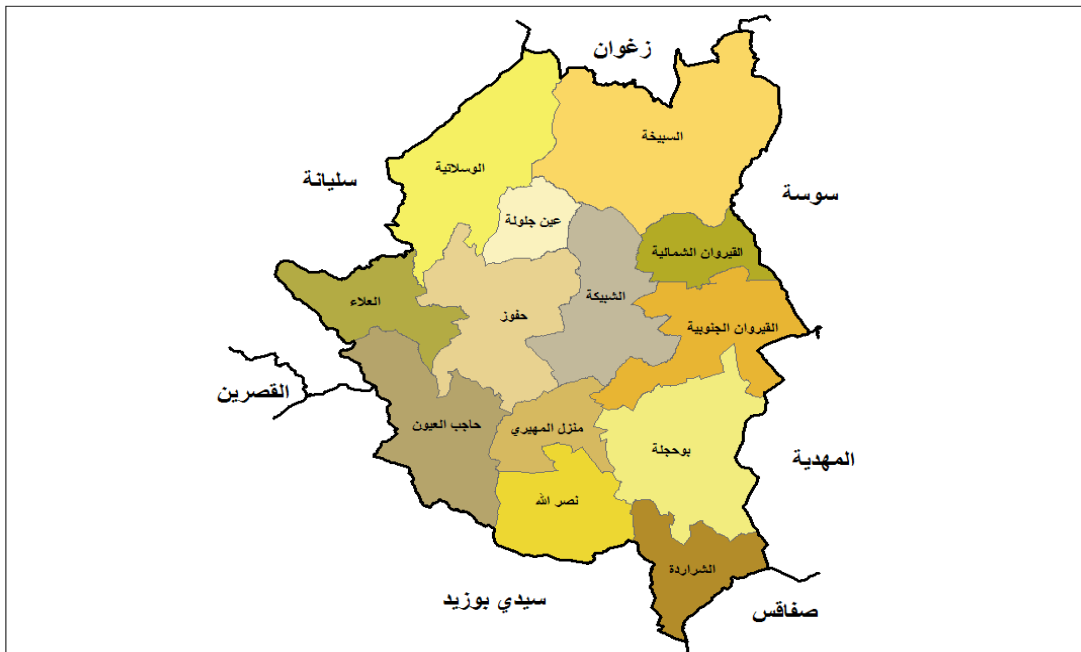 زغوان
السبيخة
الوسلاتية
سليانة
سوسة
عين جلولة
القيروان الشمالية
العلاء
الشبيكة
حفوز
القيروان الجنوبية
القصرين
حاجب العيون
منزل المهيري
بوحجلة
المهدية
نصر الله
الشراردة
سيدي بوزيد
صفاقس